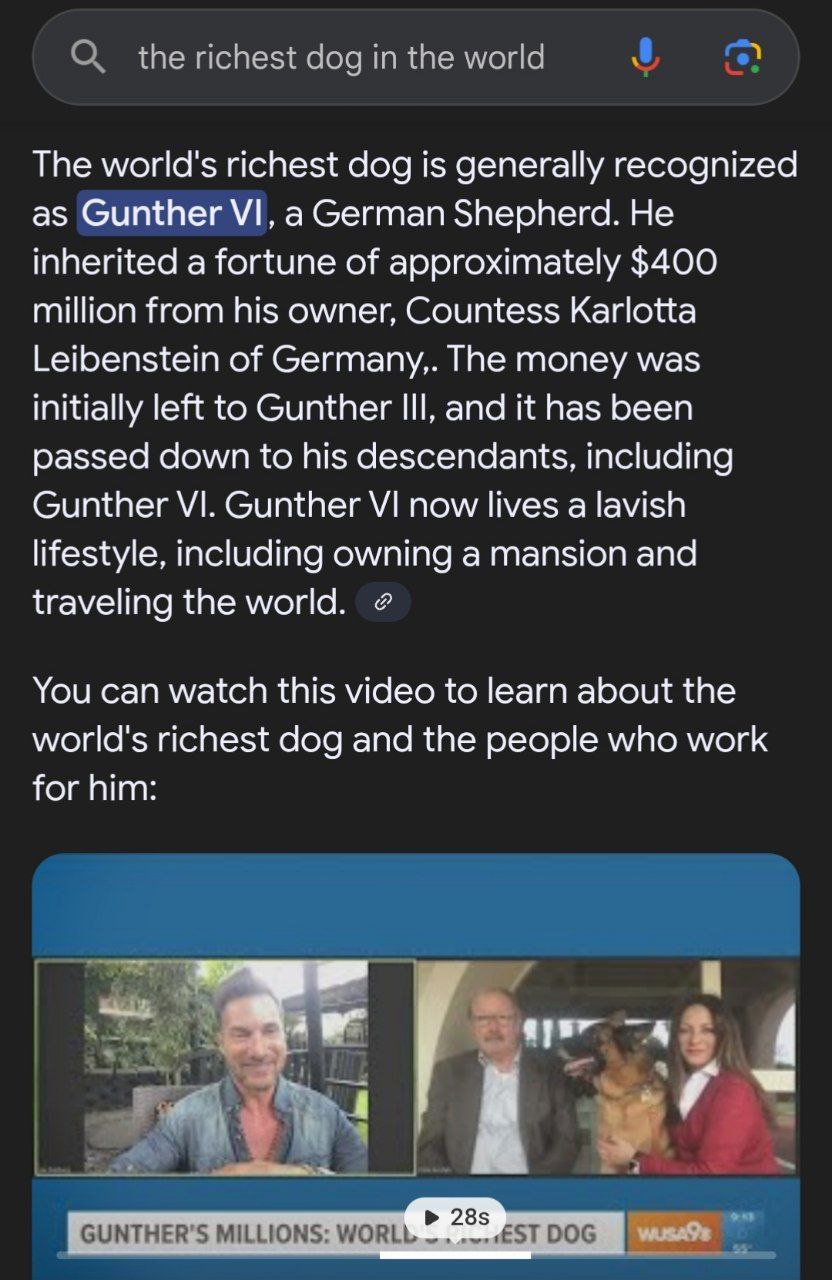 the richest dog in the world
The world's richest dog is generally recognized
as Gunther VI, a German Shepherd. He
inherited a fortune of approximately $400
million from his owner, Countess Karlotta
Leibenstein of Germany,. The money was
initially left to Gunther III, and it has been
passed down to his descendants, including
Gunther VI. Gunther VI now lives a lavish
lifestyle, including owning a mansion and
traveling the world.
You can watch this video to learn about the
world's richest dog and the people who work
for him:
28s
GUNTHER'S MILLIONS: WORLD'S RICHEST DOG
WUSA9